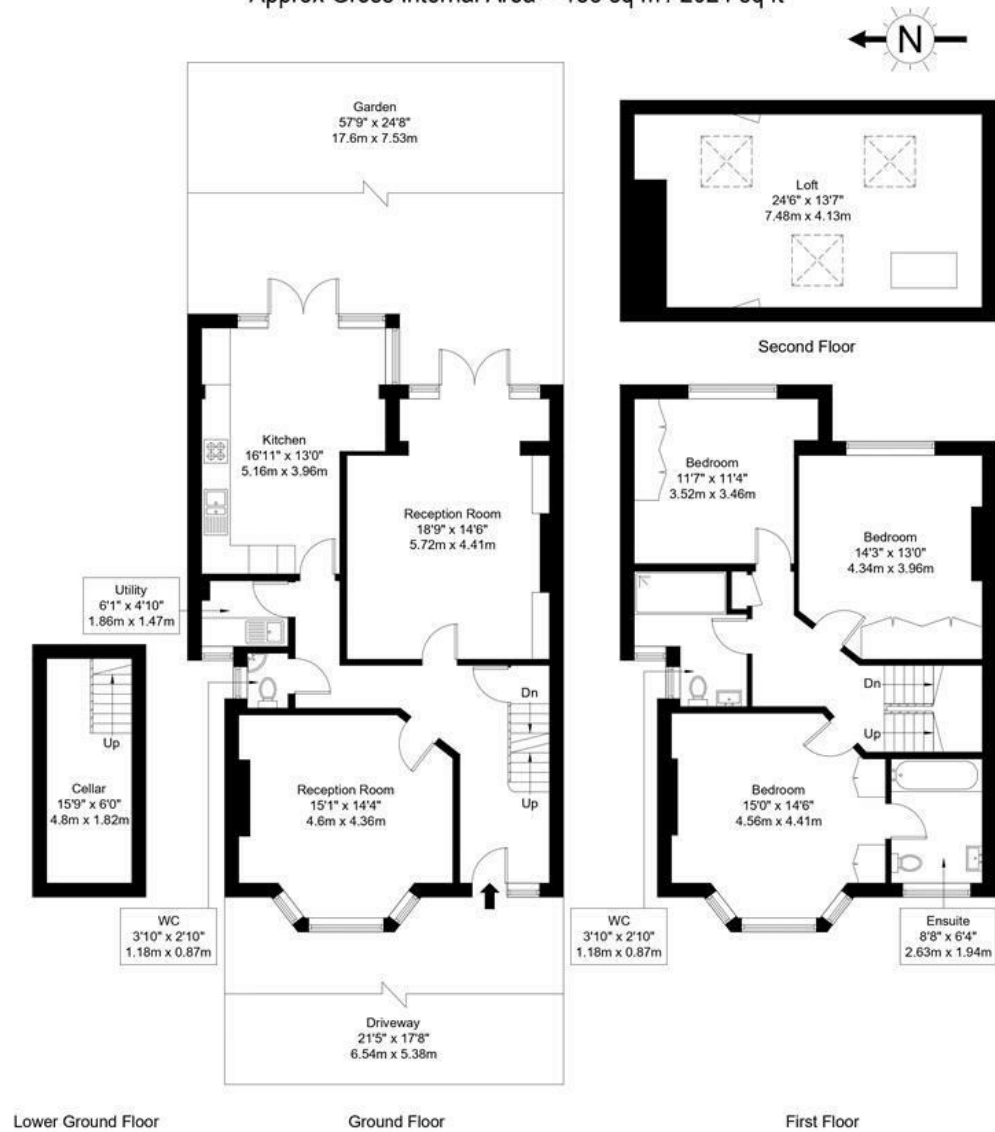 Approx Gross Internal Area
N
Garden
57'9" x 24'8"
17.6m x 7.53m
Loft
24'6" x 13'7"
7.48m x 4.13m
Second Floor
Kitchen
16'11" x 13'0"
5.16m x 3.96m
Reception Room
18'9" x 14'6"
5.72m x 4.41m
Utility
6'1" x 4'10"
1.86m x 1.47m
Bedroom
11'7" x 11'4"
3.52m x 3.46m
Bedroom
14'3" x 13'0"
4.34m x 3.96m
Up
Cellar
15'9" x 6'0"
4.8m x 1.82m
Dn
Up
Reception Room
15'1" x 14'4"
4.6m x 4.36m
Dn
Up
Bedroom
15'0" x 14'6"
4.56m x 4.41m
WC
3'10" x 2'10"
1.18m x 0.87m
WC
3'10" x 2'10"
1.18m x 0.87m
Ensuite
8'8" x 6'4"
2.63m x 1.94m
Driveway
21'5" x 17'8"
6.54m x 5.38m
Lower Ground Floor
Ground Floor
First Floor